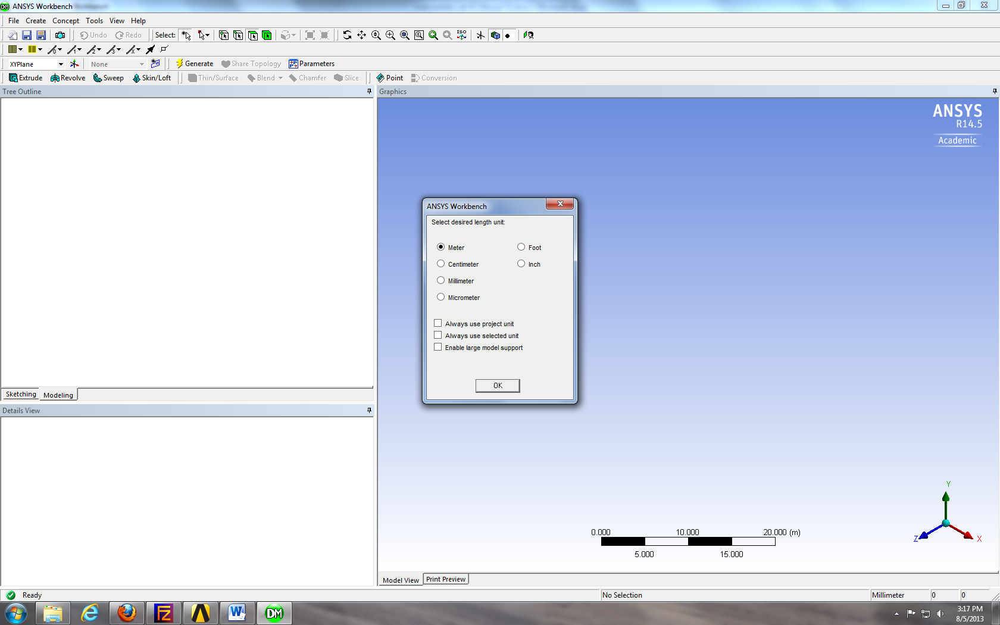 ANSYS Workbench
File Create Concept Tools View Help
Undo Redo Select: ISO
XYPlane None Generate Share Topology Parameters
Extrude Revolve Sweep Skin/Loft Thin/Surface Blend Chamfer Slice Point Conversion
Tree Outline
Graphics
ANSYS
R14.5
Academic
ANSYS Workbench
Select desired length unit:
Meter Foot
Centimeter Inch
Millimeter
Micrometer
Always use project unit
Always use selected unit
Enable large model support
OK
Sketching Modeling
Details View
Y
Z X
0.000 10.000 20.000 (m)
5.000 15.000
Model View Print Preview
Ready No Selection Millimeter 0 0
FZ W DM
3:17 PM
8/5/2013